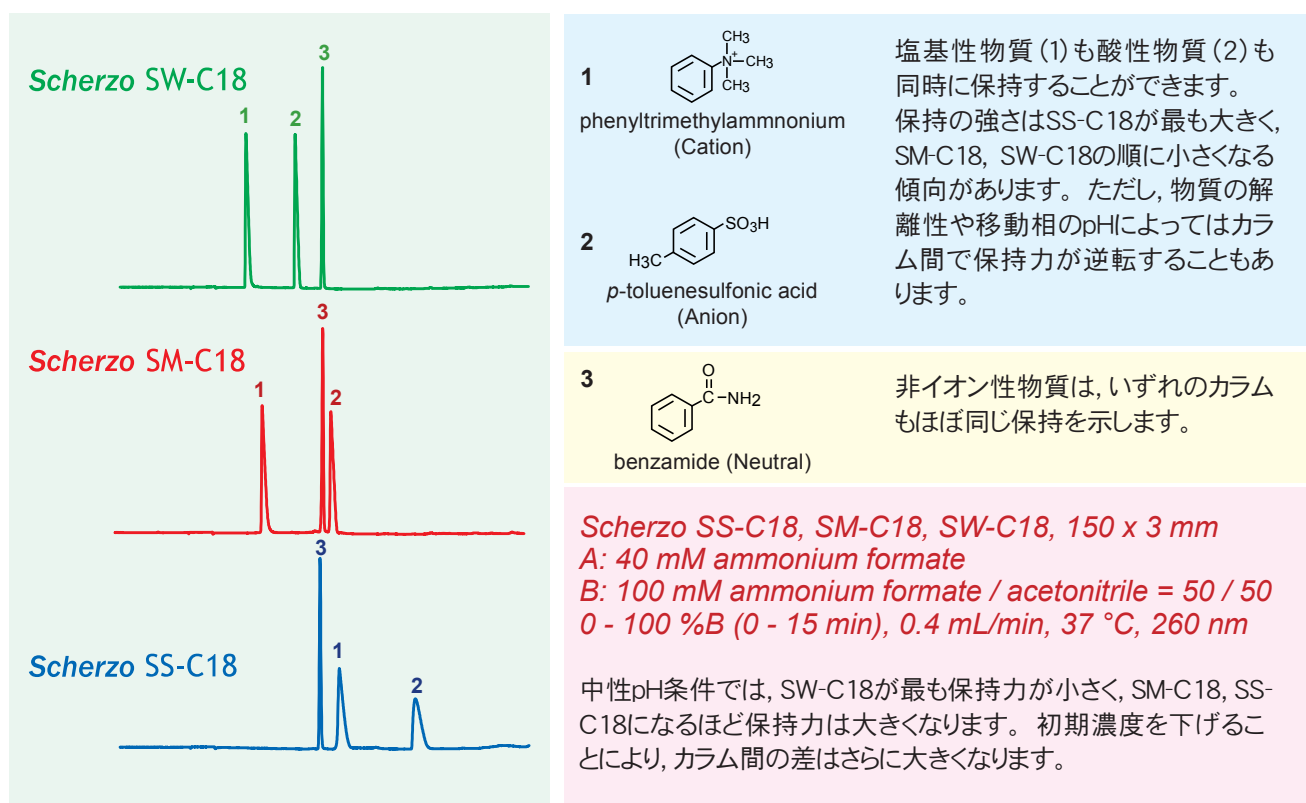 Scherzo SW-C18
1
2
3
Scherzo SM-C18
1
3
2
Scherzo SS-C18
3
1
2
1
CH3
N+
CH3
CH3
phenyltrimethylammnonium
(Cation)
2
SO3H
H3C
p-toluenesulfonic acid
(Anion)
塩基性物質(1)も酸性物質(2)も
同時に保持することができます。
保持の強さはSS-C18が最も大きく,
SM-C18, SW-C18の順に小さくなる
傾向があります。 ただし, 物質の解
離性や移動相のpHによってはカラ
ム間で保持力が逆転することもあ
ります。
3
O
C
NH2
benzamide (Neutral)
非イオン性物質は, いずれのカラム
もほぼ同じ保持を示します。
Scherzo SS-C18, SM-C18, SW-C18, 150 x 3 mm
A: 40 mM ammonium formate
B: 100 mM ammonium formate / acetonitrile = 50 / 50
0 - 100 %B (0 - 15 min), 0.4 mL/min, 37 °C, 260 nm
中性pH条件では, SW-C18が最も保持力が小さく, SM-C18, SS-
C18になるほど保持力は大きくなります。 初期濃度を下げるこ
とにより, カラム間の差はさらに大きくなります。